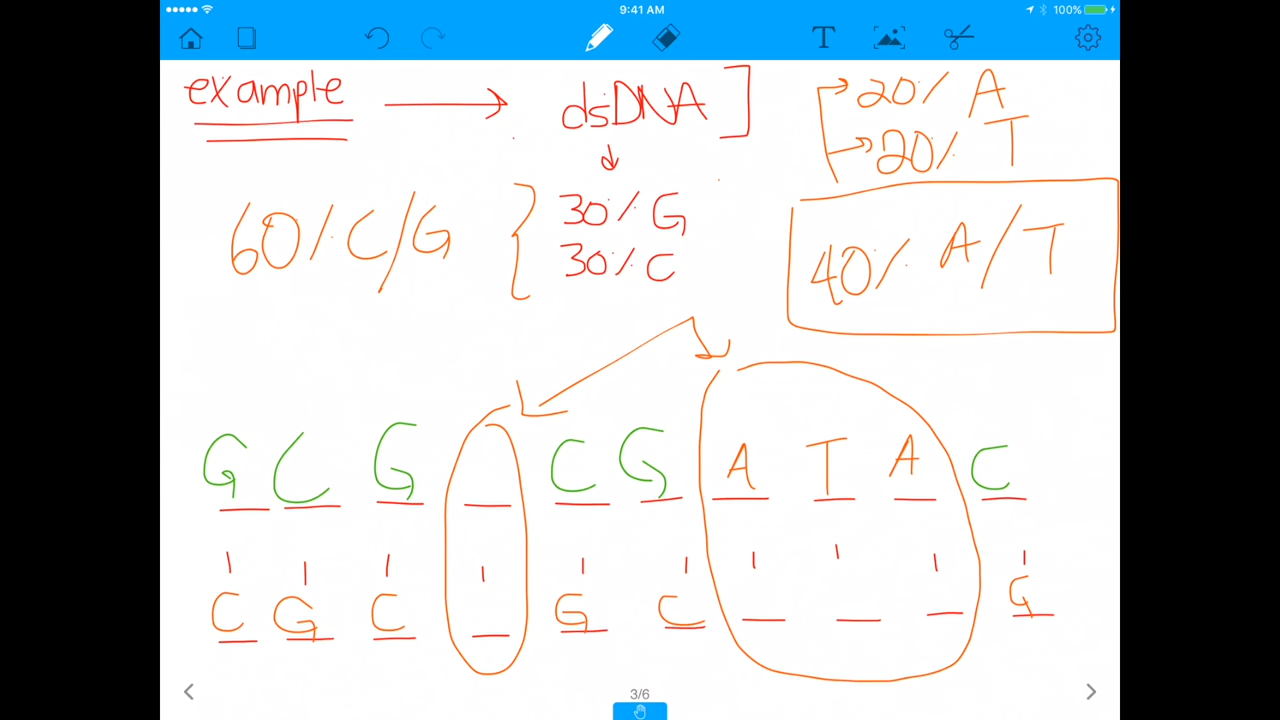 9:41 AM
100%
T
example dsDNA
20% A
20% T
60% C/G
30% G
30% C
40% A/T
G C G _ C G A T A C
C G C _ G C _ _ _ G
3/6